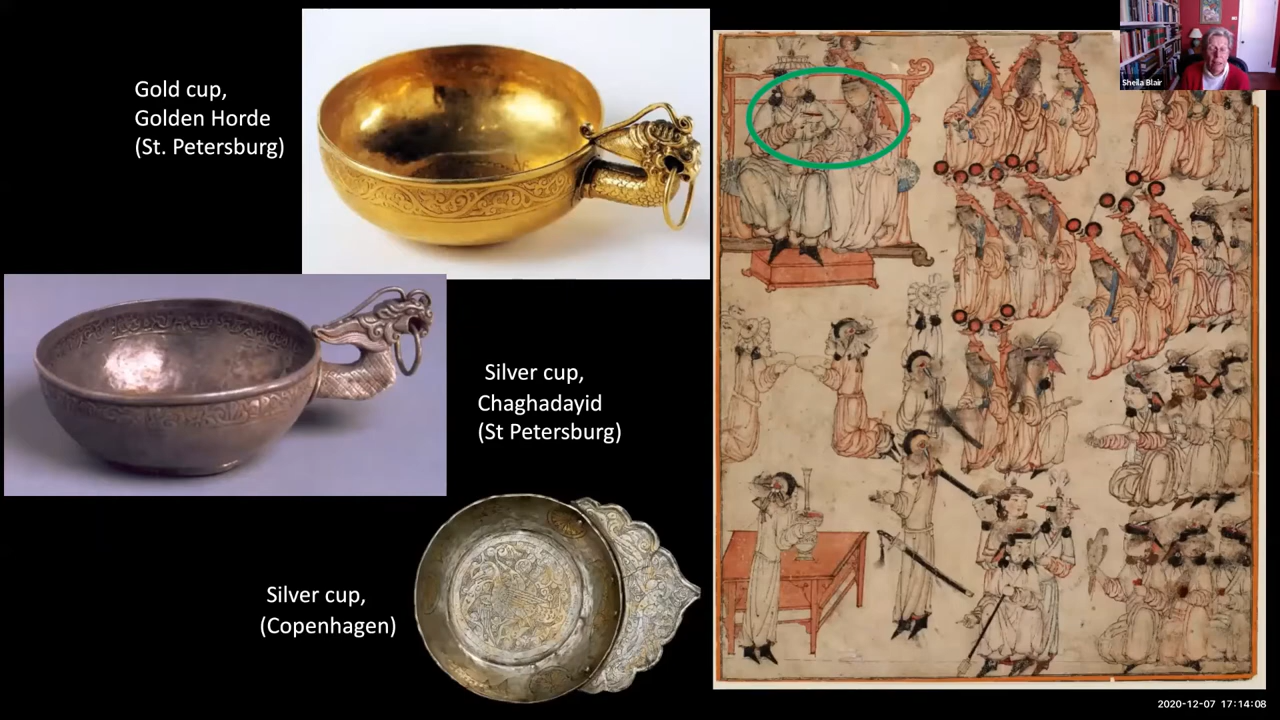 Gold cup,
Golden Horde
(St. Petersburg)
Silver cup,
Chaghadayid
(St Petersburg)
Silver cup,
(Copenhagen)
Sheila Blair
2020-12-07 17:14:08